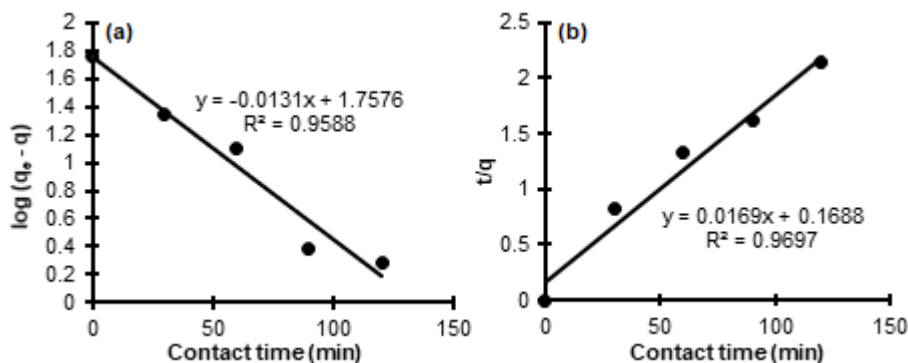 (a)
2
1.8
1.6
1.4
1.2
1
0.8
0.6
0.4
0.2
0
log (qₑ - q)
y = -0.0131x + 1.7576
R² = 0.9588
0 50 100 150
Contact time (min)
(b)
2.5
2
1.5
1
0.5
0
t/q
y = 0.0169x + 0.1688
R² = 0.9697
0 50 100 150
Contact time (min)